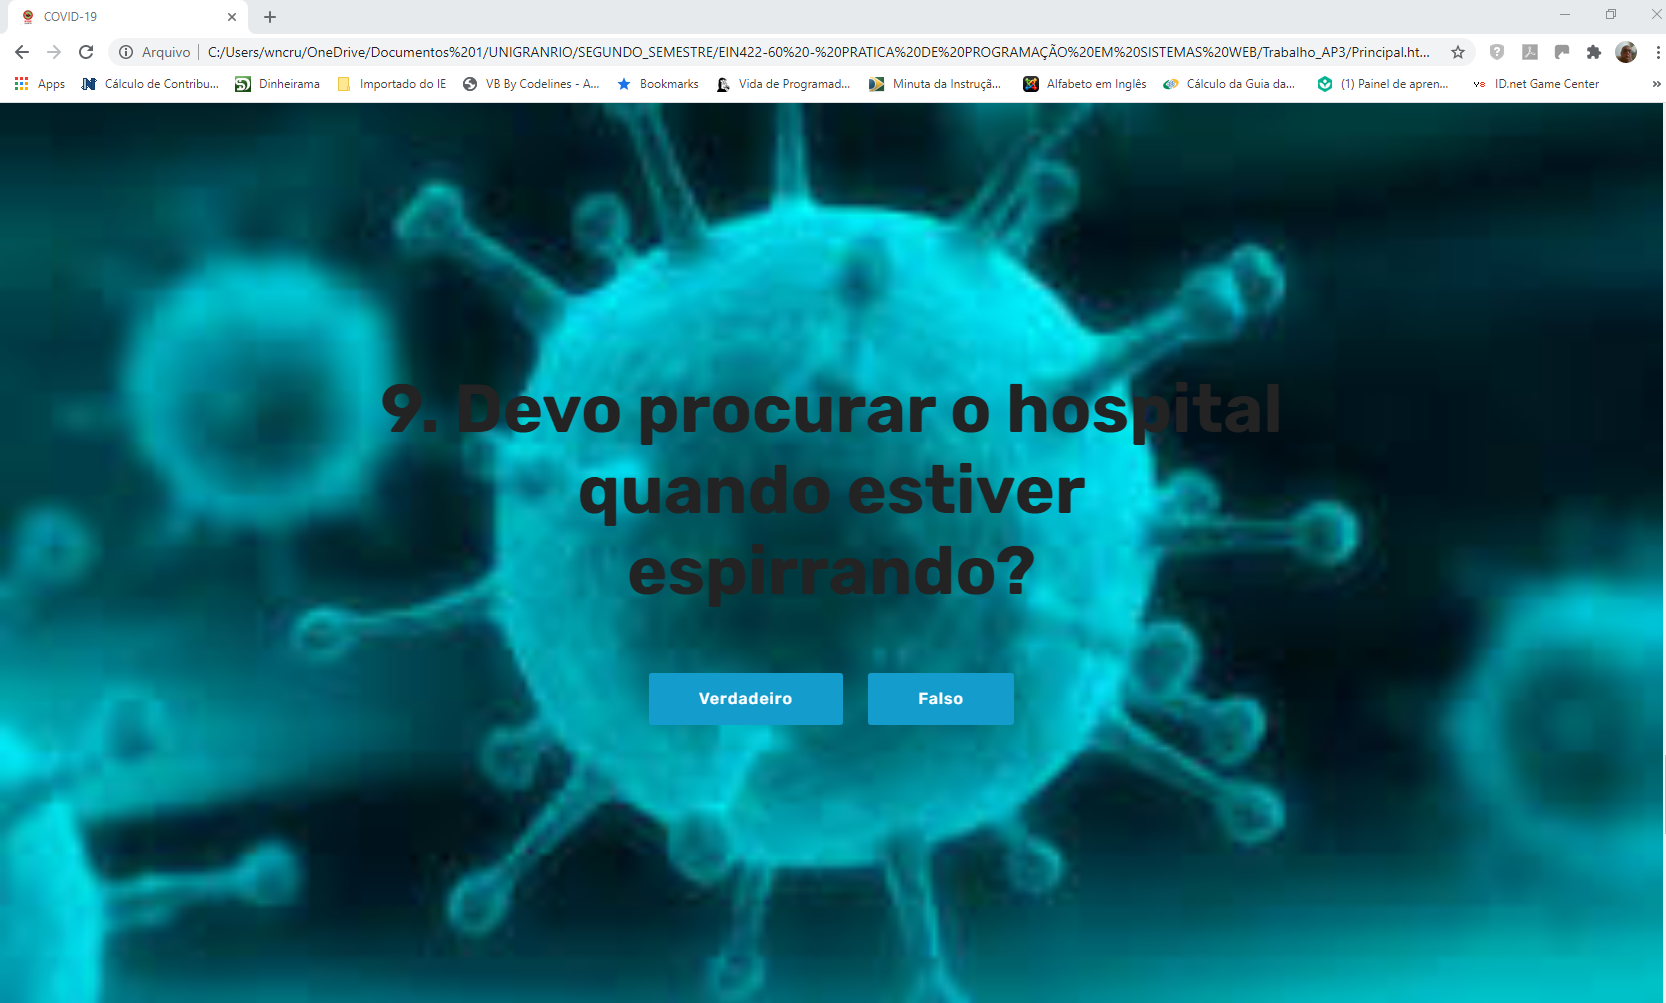 COVID-19
Arquivo
C:/Users/wncru/OneDrive/Documentos%201/UNIGRANRIO/SEGUNDO_SEMESTRE/EIN422-60%20-%20PRATICA%20DE%20PROGRAMAÇÃO%20EM%20SISTEMAS%20WEB/Trabalho_AP3/Principal.ht...
Apps
Cálculo de Contribu...
Dinheirama
Importado do IE
VB By Codelines - A...
Bookmarks
Vida de Programad...
Minuta da Instruçã...
Alfabeto em Inglês
Cálculo da Guia da...
(1) Painel de apren...
ID.net Game Center
9. Devo procurar o hospital
quando estiver
espirrando?
Verdadeiro
Falso